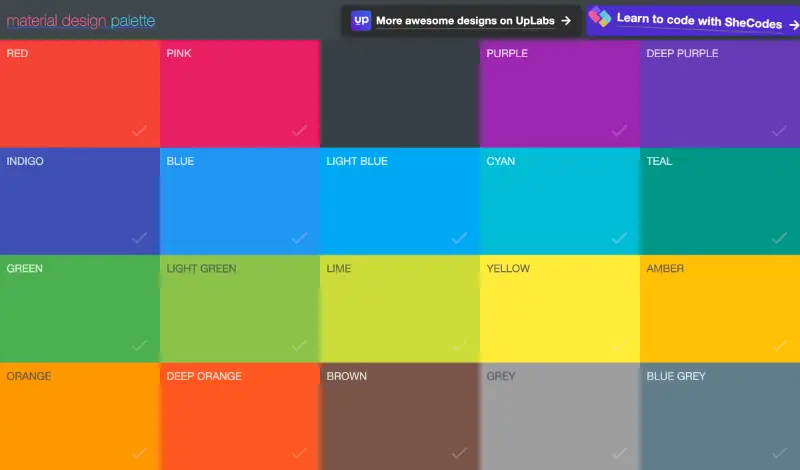 material design palette
up More awesome designs on UpLabs →
Learn to code with SheCodes →
RED
PINK
PURPLE
DEEP PURPLE
INDIGO
BLUE
LIGHT BLUE
CYAN
TEAL
GREEN
LIGHT GREEN
LIME
YELLOW
AMBER
ORANGE
DEEP ORANGE
BROWN
GREY
BLUE GREY